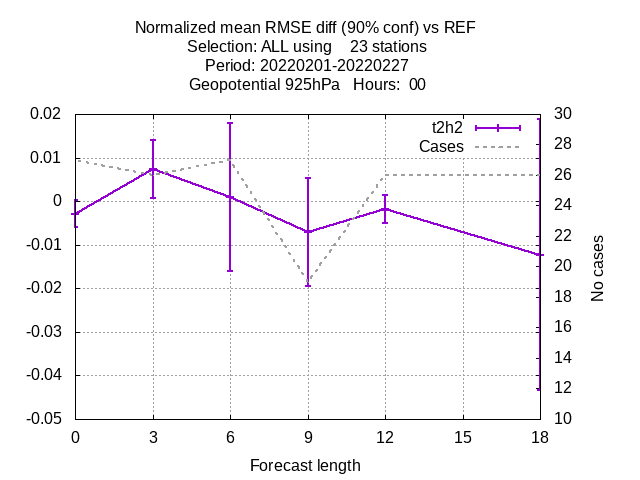 Normalized mean RMSE diff (90% conf) vs REF
Selection: ALL using    23 stations
Period: 20220201-20220227
Geopotential 925hPa   Hours:  00
t2h2
Cases
0.02
0.01
0
-0.01
-0.02
-0.03
-0.04
-0.05
30
28
26
24
22
20
18
16
14
12
10
No cases
0 3 6 9 12 15 18
Forecast length